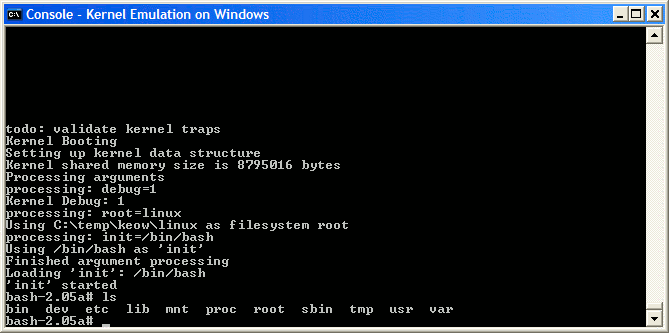 Console - Kernel Emulation on Windows
todo: validate kernel traps
Kernel Booting
Setting up kernel data structure
Kernel shared memory size is 8795016 bytes
Processing arguments
processing: debug=1
Kernel Debug: 1
processing: root=linux
Using C:\temp\keow\linux as filesystem root
processing: init=/bin/bash
Using /bin/bash as 'init'
Finished argument processing
Loading 'init': /bin/bash
'init' started
bash-2.05a# ls
bin  dev  etc  lib  mnt  proc  root  sbin  tmp  usr  var
bash-2.05a# _